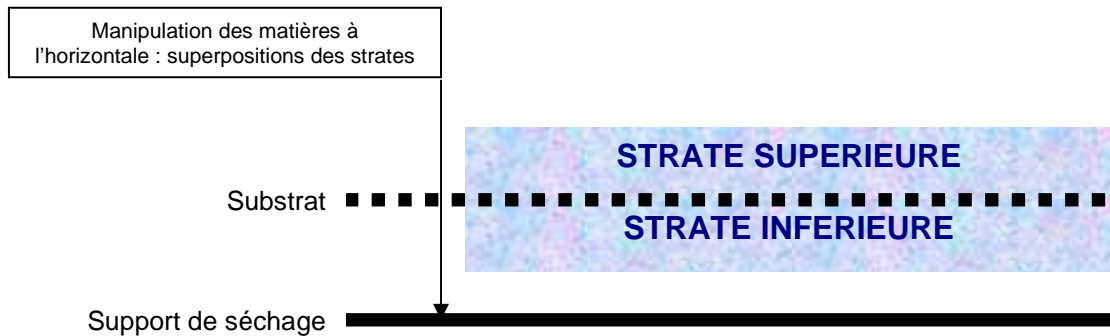 Manipulation des matières à
l'horizontale : superpositions des strates
STRATE SUPERIEURE
Substrat
STRATE INFERIEURE
Support de séchage